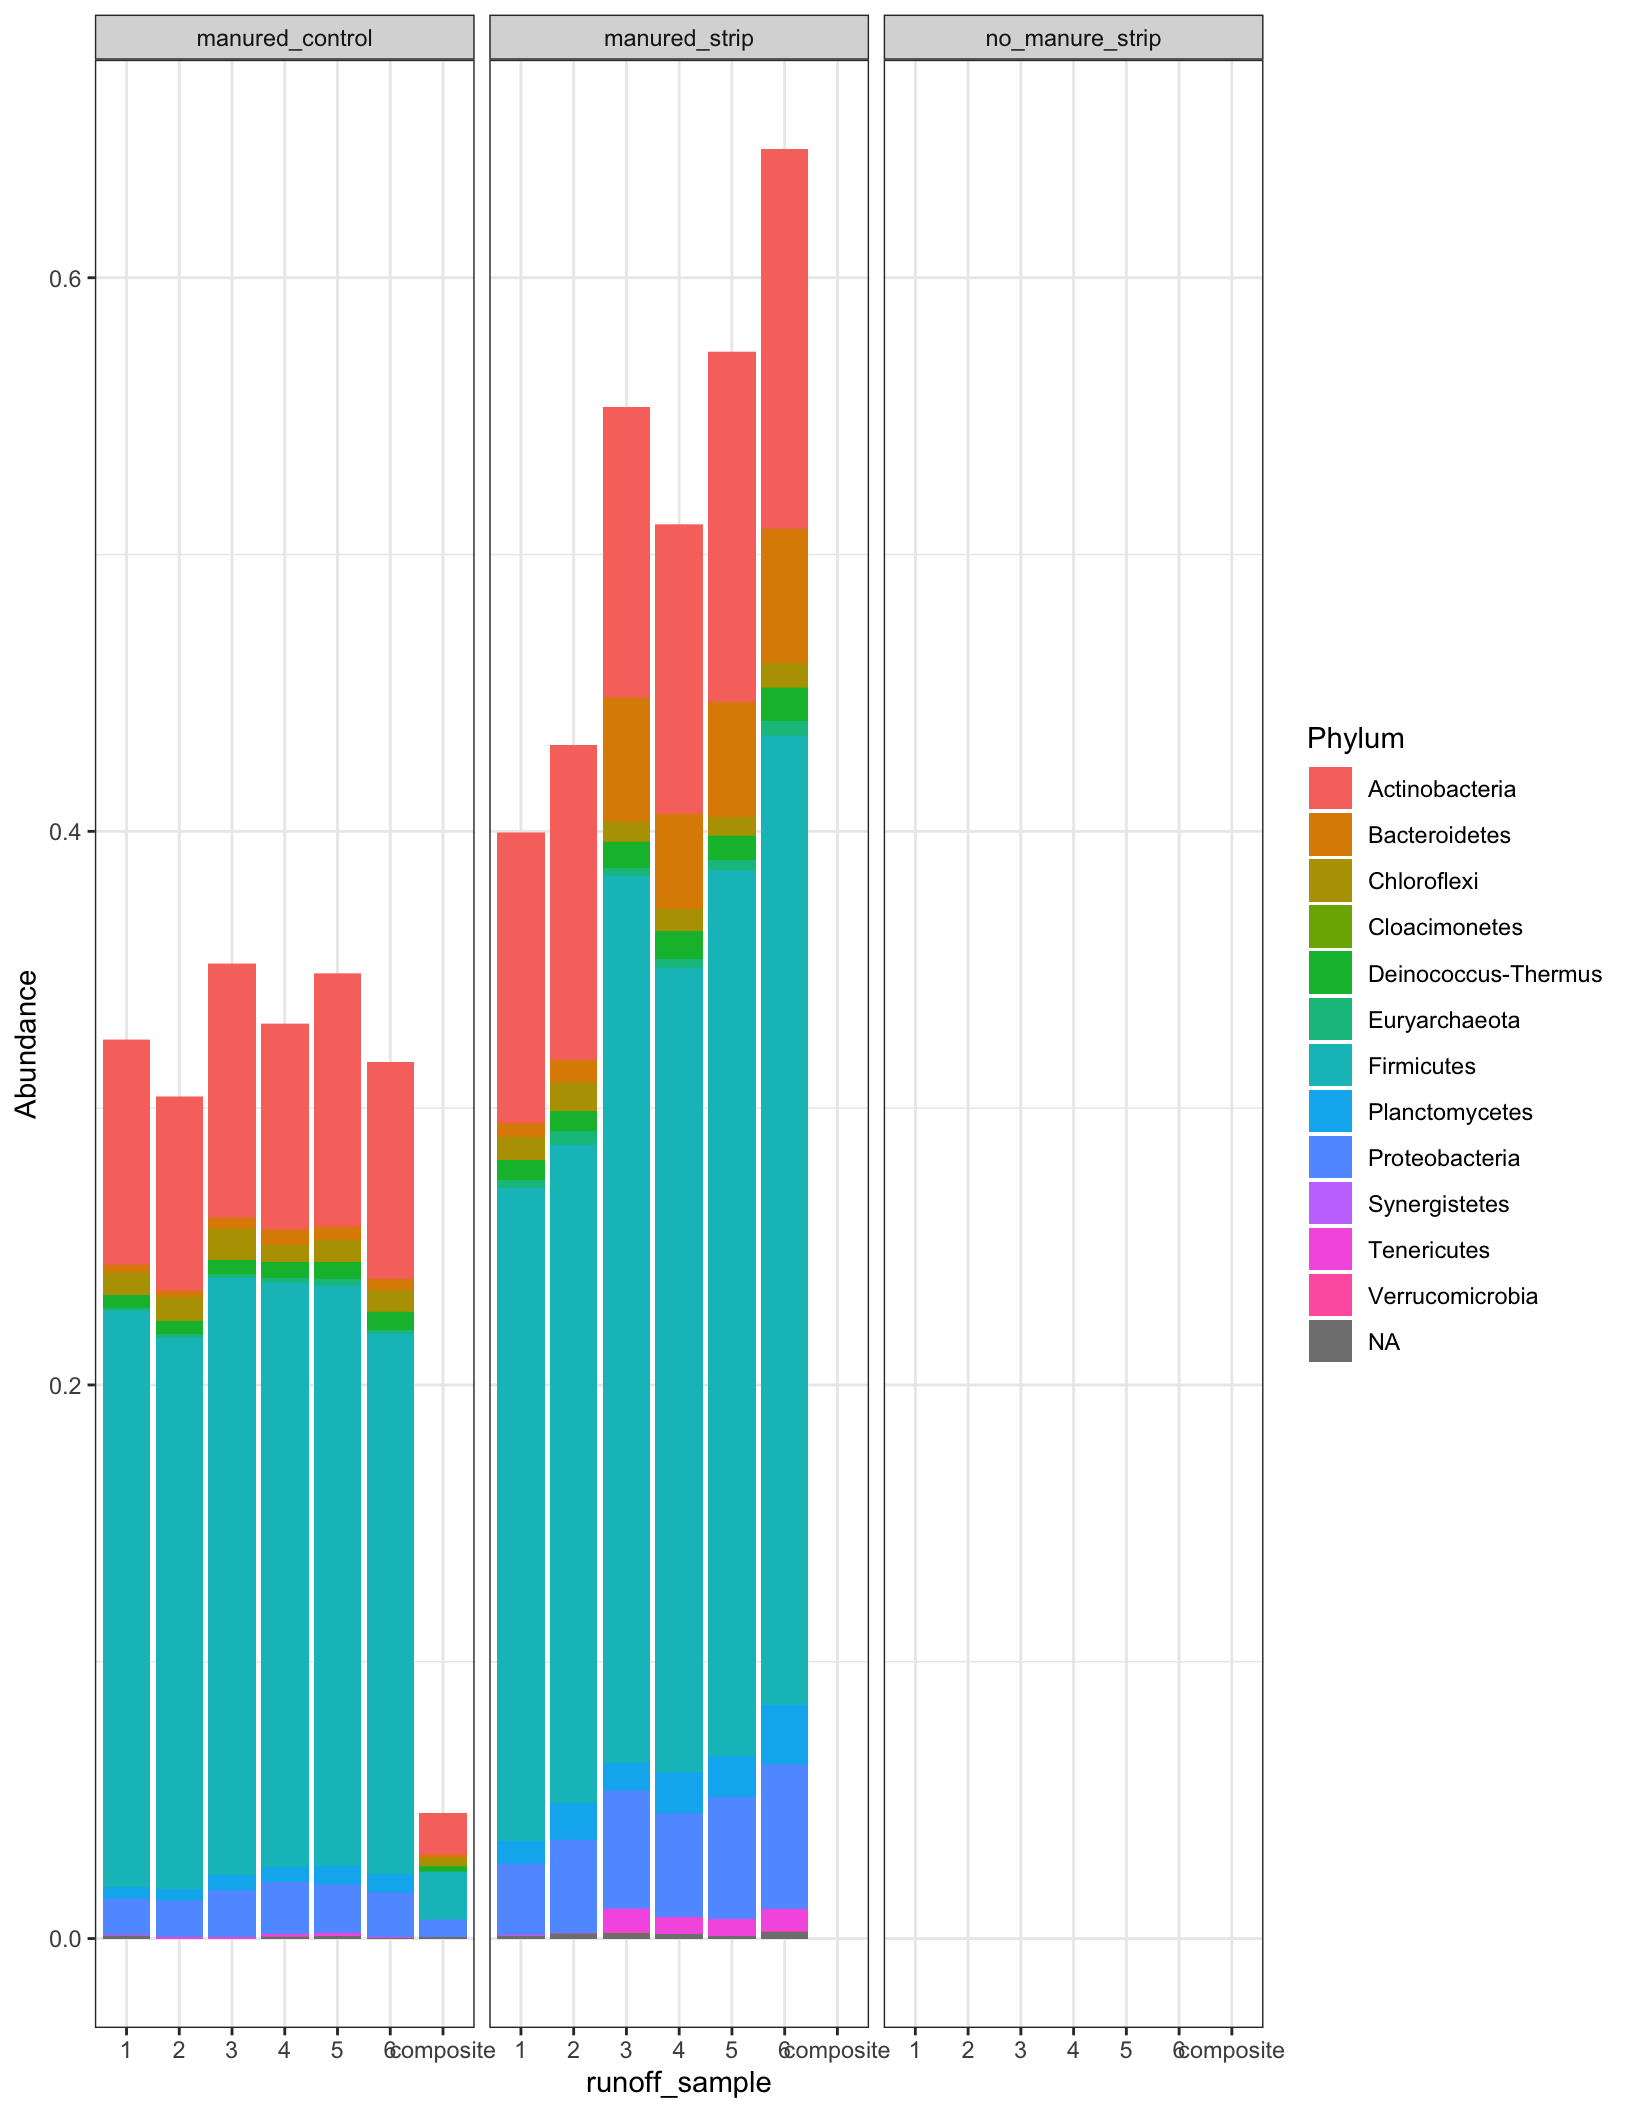 manured_control manured_strip no_manure_strip
0.6
0.4
0.2
0.0
Abundance
1 2 3 4 5 6 composite 1 2 3 4 5 6 composite 1 2 3 4 5 6 composite
runoff_sample
Phylum
Actinobacteria
Bacteroidetes
Chloroflexi
Cloacimonetes
Deinococcus-Thermus
Euryarchaeota
Firmicutes
Planctomycetes
Proteobacteria
Synergistetes
Tenericutes
Verrucomicrobia
NA